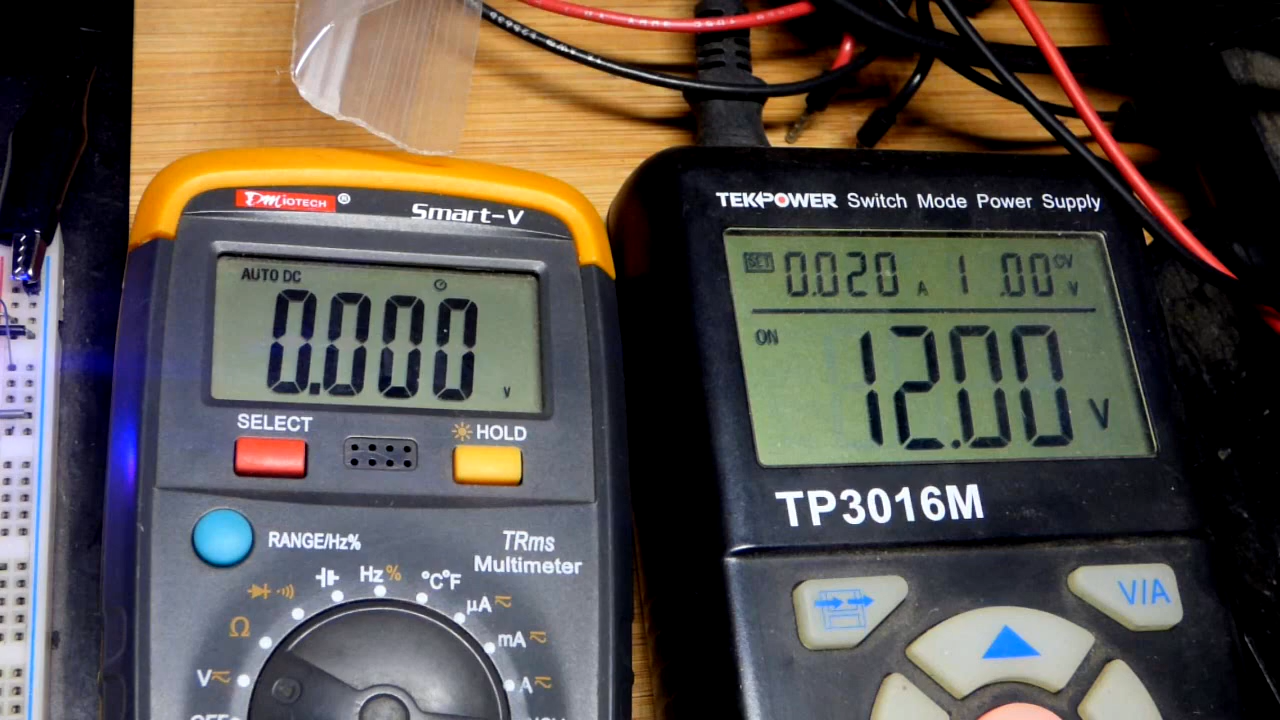 DMiOTECH ®
Smart-V
AUTO DC
0.000
V
SELECT
HOLD
RANGE/Hz%
TRms
Multimeter
Hz %
°C°F
µA
mA
A
Ω
V
OFF
TEKPOWER Switch Mode Power Supply
SET 0.020 A 1 .00 CV V
ON
12.00 V
TP3016M
V/A